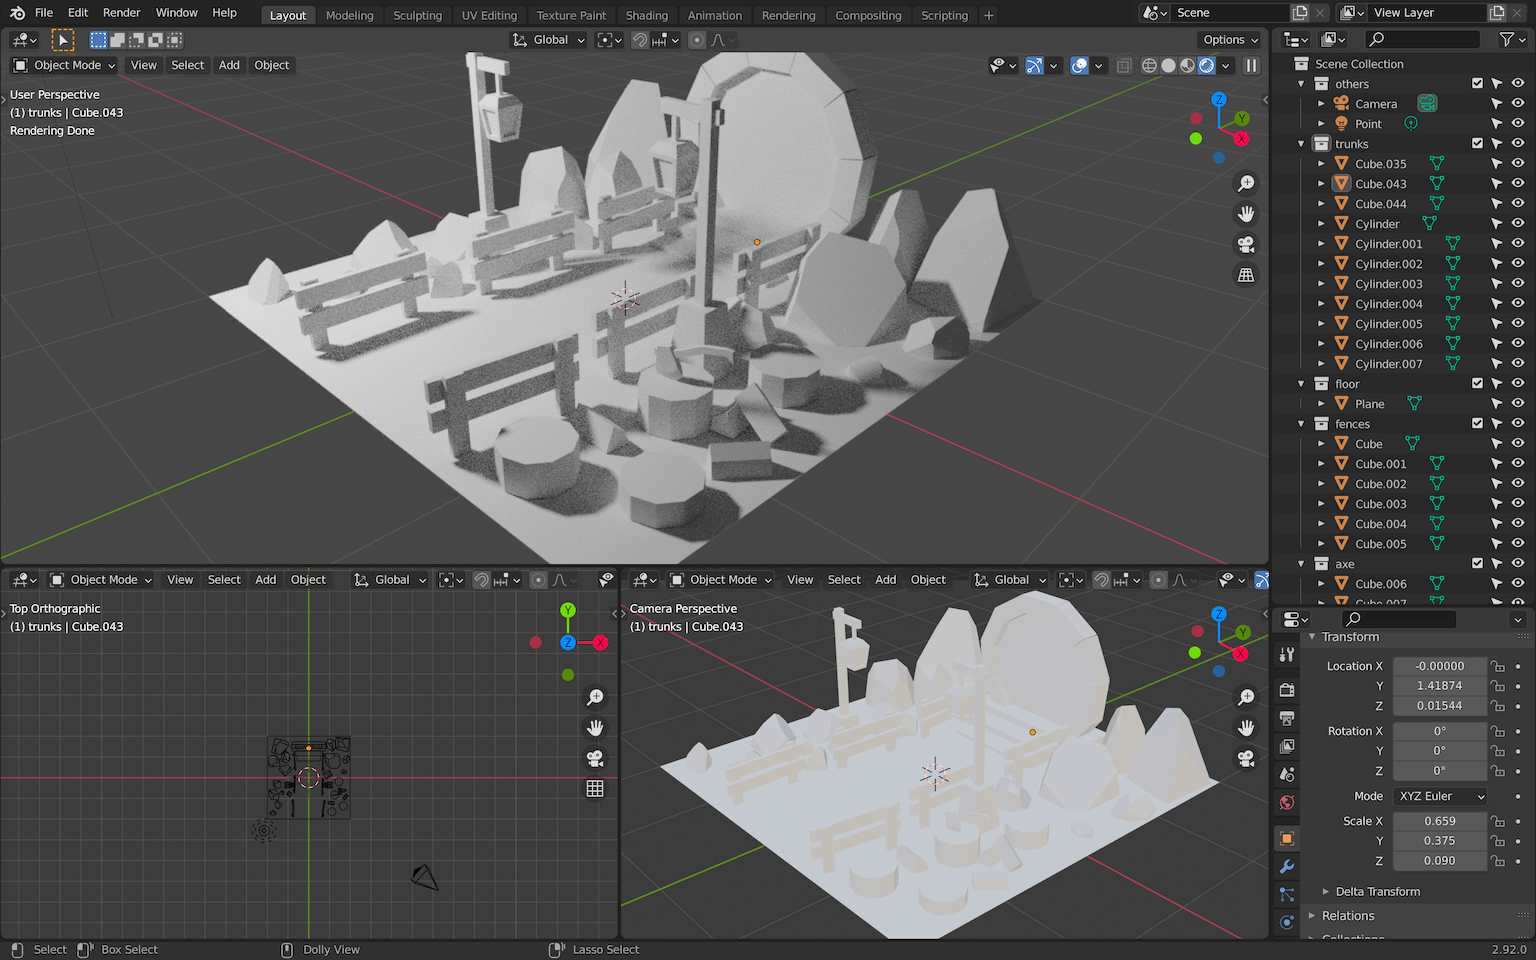 File Edit Render Window Help Layout Modeling Sculpting UV Editing Texture Paint Shading Animation Rendering Compositing Scripting + Scene View Layer
Global Options
Object Mode View Select Add Object
User Perspective
(1) trunks | Cube.043
Rendering Done
Z
Y
X
Scene Collection
others
Camera
Point
trunks
Cube.035
Cube.043
Cube.044
Cylinder
Cylinder.001
Cylinder.002
Cylinder.003
Cylinder.004
Cylinder.005
Cylinder.006
Cylinder.007
floor
Plane
fences
Cube
Cube.001
Cube.002
Cube.003
Cube.004
Cube.005
axe
Cube.006
Cube.007
Object Mode View Select Add Object Global
Top Orthographic
(1) trunks | Cube.043
Y
Z X
Object Mode View Select Add Object Global
Camera Perspective
(1) trunks | Cube.043
Z
Y
X
Transform
Location X -0.00000
Y 1.41874
Z 0.01544
Rotation X 0°
Y 0°
Z 0°
Mode XYZ Euler
Scale X 0.659
Y 0.375
Z 0.090
Delta Transform
Relations
Collections
Select Box Select Dolly View Lasso Select 2.92.0